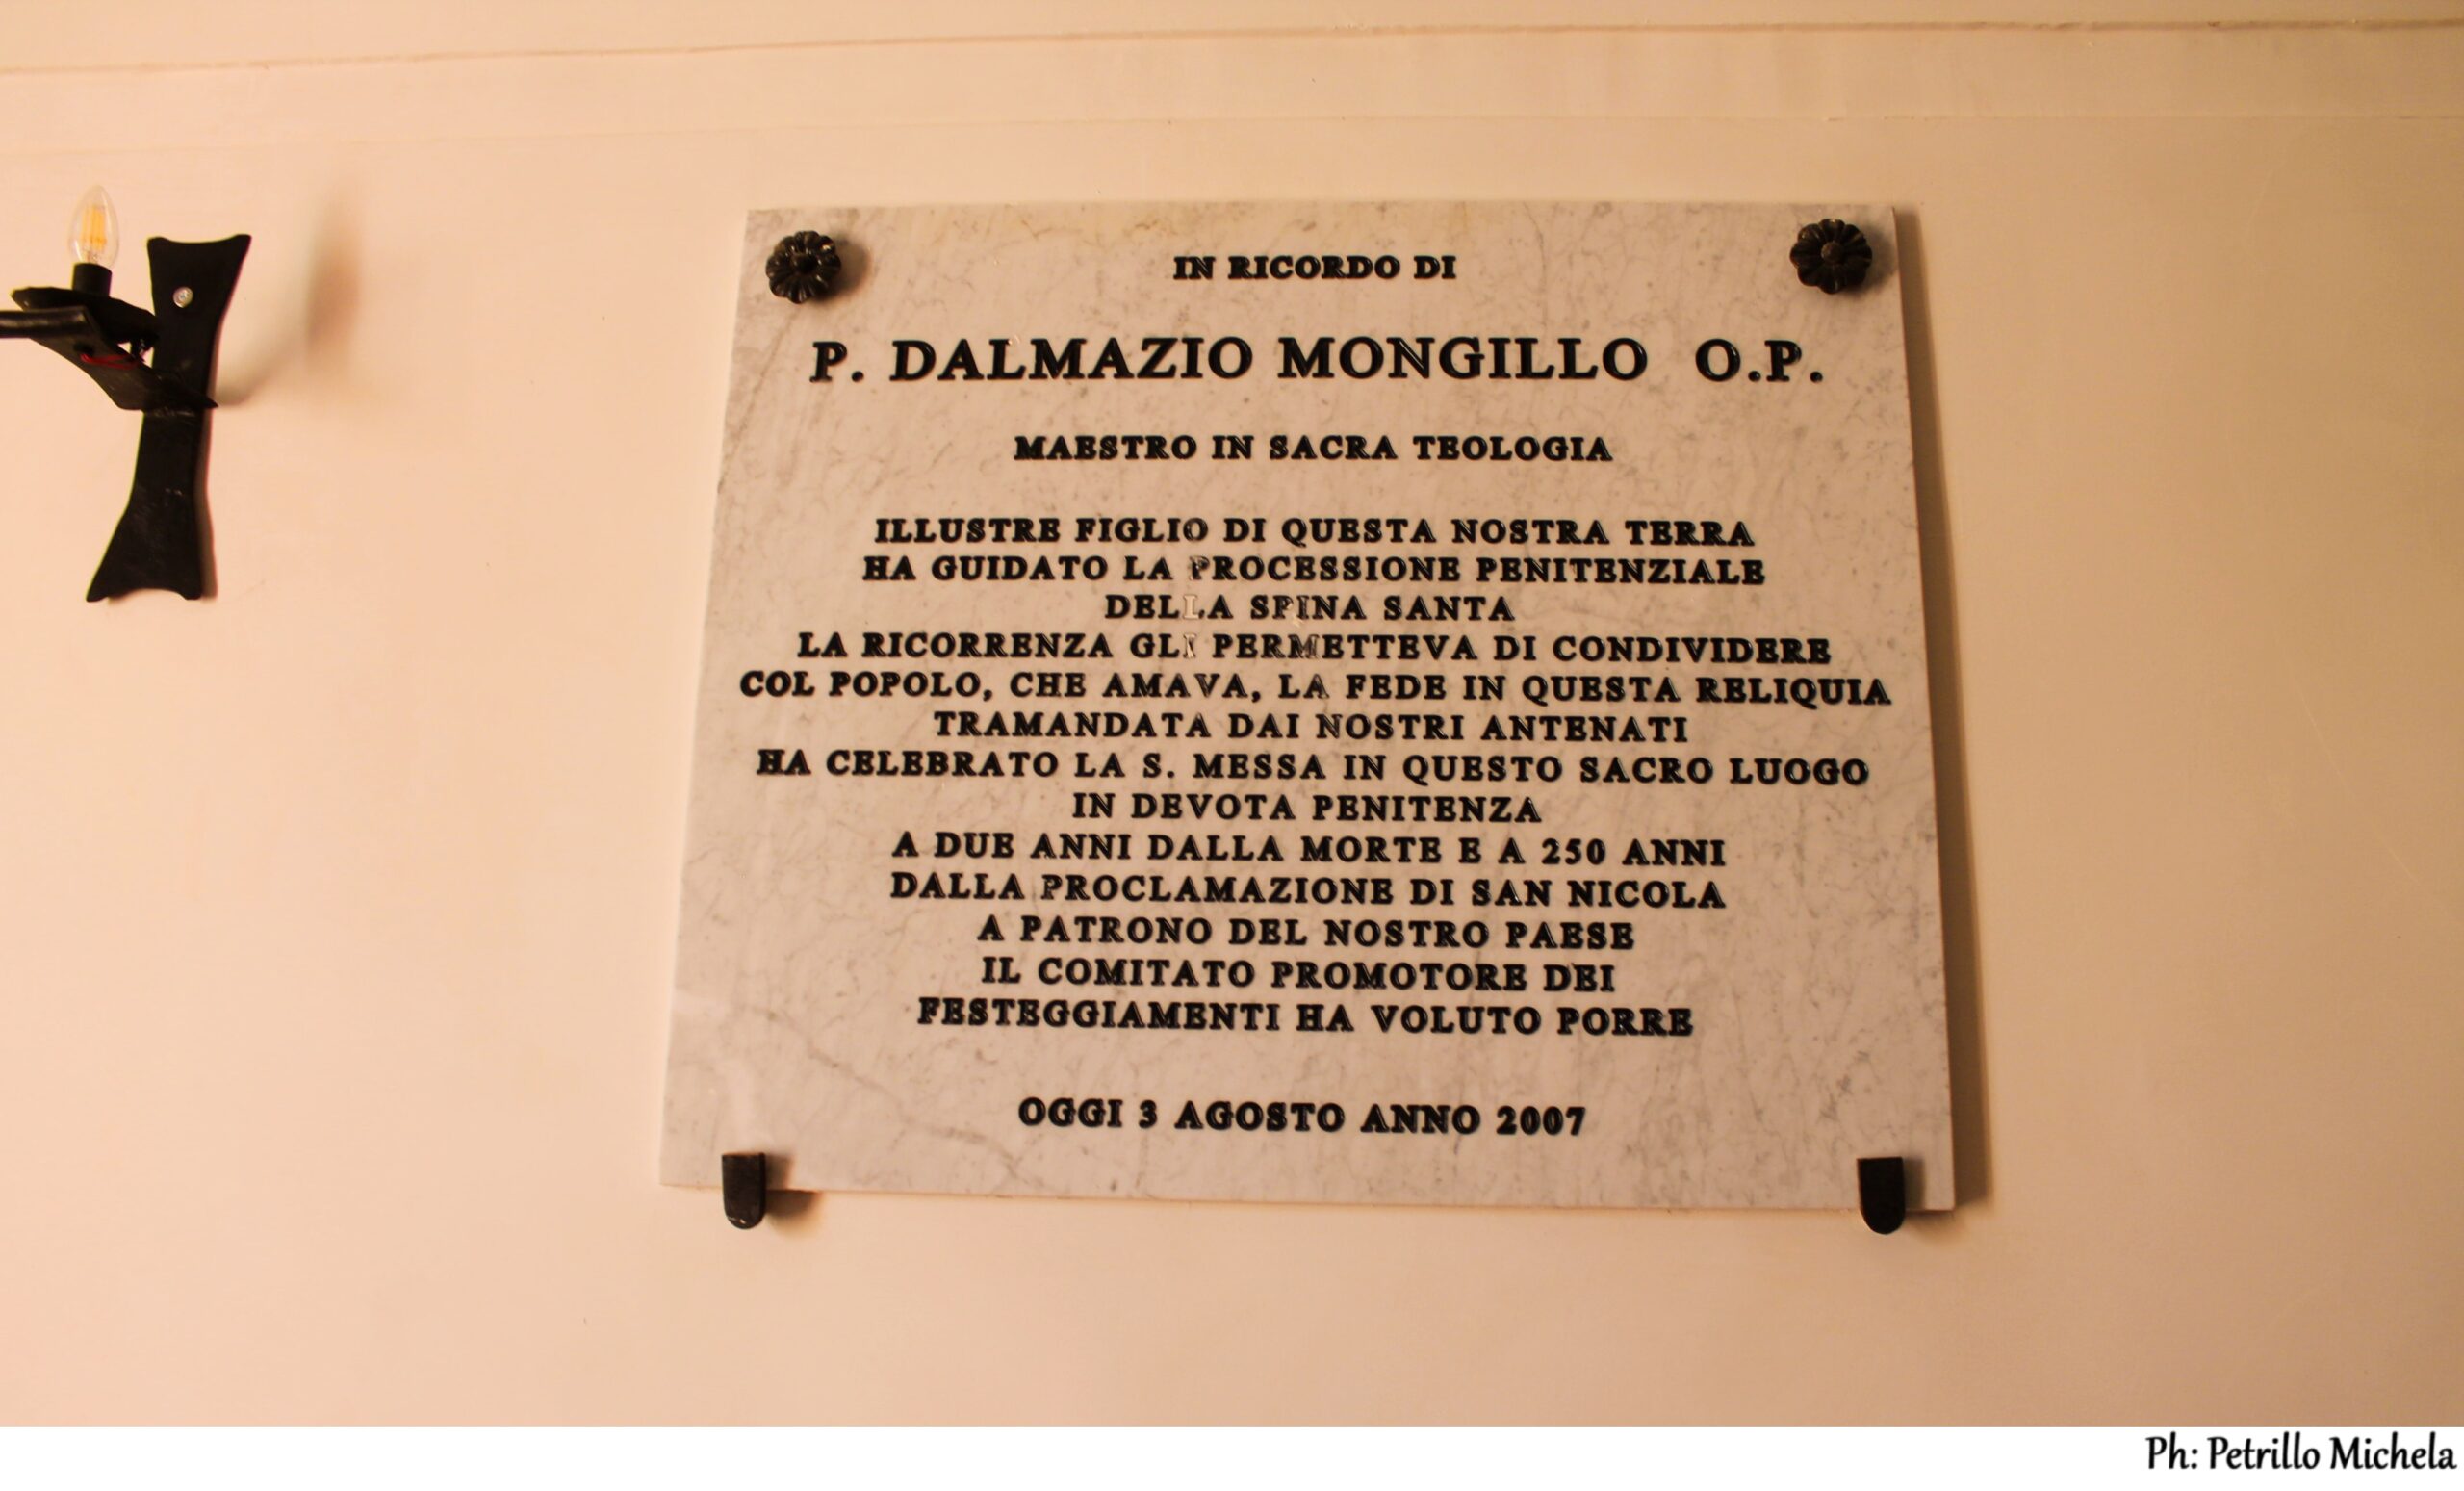 IN RICORDO DI
P. DALMAZIO MONGILLO O.P.
MAESTRO IN SACRA TEOLOGIA
ILLUSTRE FIGLIO DI QUESTA NOSTRA TERRA
HA GUIDATO LA PROCESSIONE PENITENZIALE
DELLA SPINA SANTA
LA RICORRENZA GLI PERMETTEVA DI CONDIVIDERE
COL POPOLO, CHE AMAVA, LA FEDE IN QUESTA RELIQUIA
TRAMANDATA DAI NOSTRI ANTENATI
HA CELEBRATO LA S. MESSA IN QUESTO SACRO LUOGO
IN DEVOTA PENITENZA
A DUE ANNI DALLA MORTE E A 250 ANNI
DALLA PROCLAMAZIONE DI SAN NICOLA
A PATRONO DEL NOSTRO PAESE
IL COMITATO PROMOTORE DEI
FESTEGGIAMENTI HA VOLUTO PORRE
OGGI 3 AGOSTO ANNO 2007
Ph: Petrillo Michela